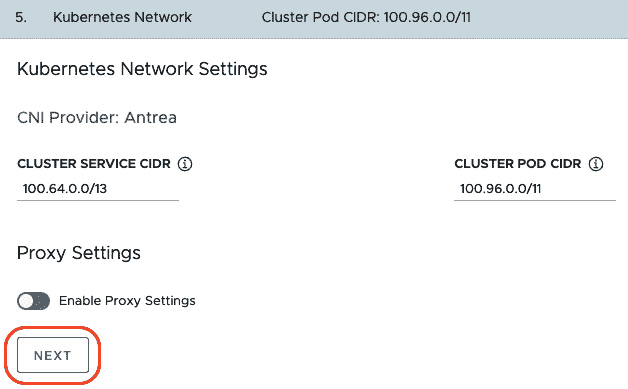 5. Kubernetes Network Cluster Pod CIDR: 100.96.0.0/11
Kubernetes Network Settings
CNI Provider: Antrea
CLUSTER SERVICE CIDR CLUSTER POD CIDR
100.64.0.0/13 100.96.0.0/11
Proxy Settings
Enable Proxy Settings
NEXT